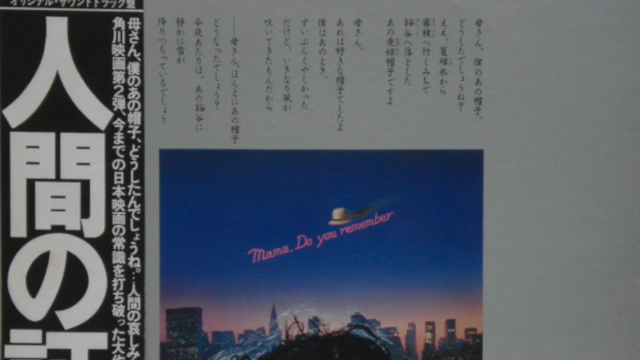 オリジナル・サウンドトラック盤
人間の証
母さん、僕のあの帽子、どうしたんでしょうね。…人間の哀しみ
角川映画第2弾、今までの日本映画の常識を打ち破った大
母さん、僕のあの帽子、
どうしたでしょうね?
ええ、夏碓氷から
霧積へ行くみちで
谿谷へ落とした
あの麦稈帽子ですよ
母さん、
あれは好きな帽子でしたよ
僕はあのとき、
ずいぶんくやしかった
だけど、いきなり風が
吹いてきたもんだから
──母さん、ほんとにあの帽子
どうなったでしょう?
今夜あたりは、あの谿谷に
静かに雪が
降りつもっているでしょう
Mama, Do you remember